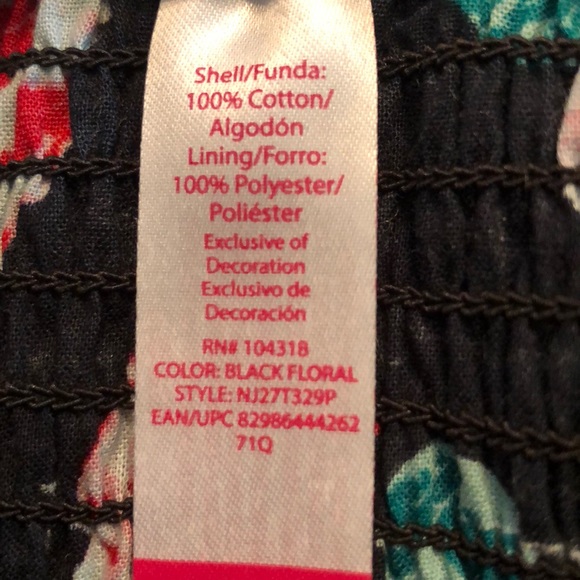 Shell/Funda:
100% Cotton/
Algodón
Lining/Forro:
100% Polyester/
Poliéster
Exclusive of
Decoration
Exclusivo de
Decoración
RN# 104318
COLOR: BLACK FLORAL
STYLE: NJ27T329P
EAN/UPC 82986444262
71Q